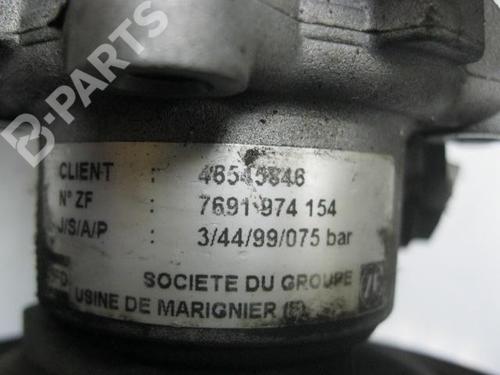 B-PARTS
CLIENT : 46545846
N° ZF : 7691 974 154
J/S/A/P : 3/44/99/075 bar
SOCIETE DU GROUPE
USINE DE MARIGNIER